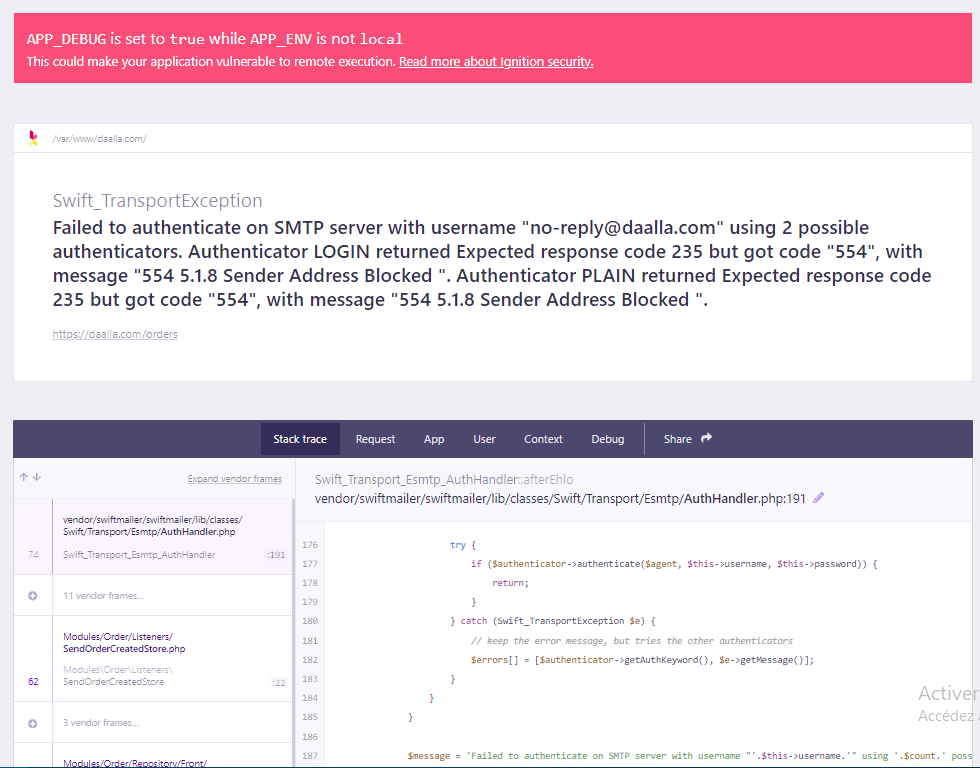 APP_DEBUG is set to true while APP_ENV is not local
This could make your application vulnerable to remote execution. Read more about Ignition security.
/var/www/daalla.com/
Swift_TransportException
Failed to authenticate on SMTP server with username "no-reply@daalla.com" using 2 possible
authenticators. Authenticator LOGIN returned Expected response code 235 but got code "554", with
message "554 5.1.8 Sender Address Blocked ". Authenticator PLAIN returned Expected response code
235 but got code "554", with message "554 5.1.8 Sender Address Blocked ".
https://daalla.com/orders
Stack trace Request App User Context Debug Share
Expand vendor frames
vendor/swiftmailer/swiftmailer/lib/classes/
Swift/Transport/Esmtp/AuthHandler.php
74 Swift_Transport_Esmtp_AuthHandler :191
11 vendor frames...
Modules/Order/Listeners/
SendOrderCreatedStore.php
Modules\Order\Listeners\
62 SendOrderCreatedStore :22
3 vendor frames...
Modules/Order/Repository/Front/
Swift_Transport_Esmtp_AuthHandler::afterEhlo
vendor/swiftmailer/swiftmailer/lib/classes/Swift/Transport/Esmtp/AuthHandler.php:191
176 try {
177 if ($authenticator->authenticate($agent, $this->username, $this->password)) {
178 return;
179 }
180 } catch (Swift_TransportException $e) {
181 // keep the error message, but tries the other authenticators
182 $errors[] = [$authenticator->getAuthKeyword(), $e->getMessage()];
183 }
184 }
185 }
186
187 $message = 'Failed to authenticate on SMTP server with username "'.$this->username.'" using '.$count.' poss
Activer
Accédez